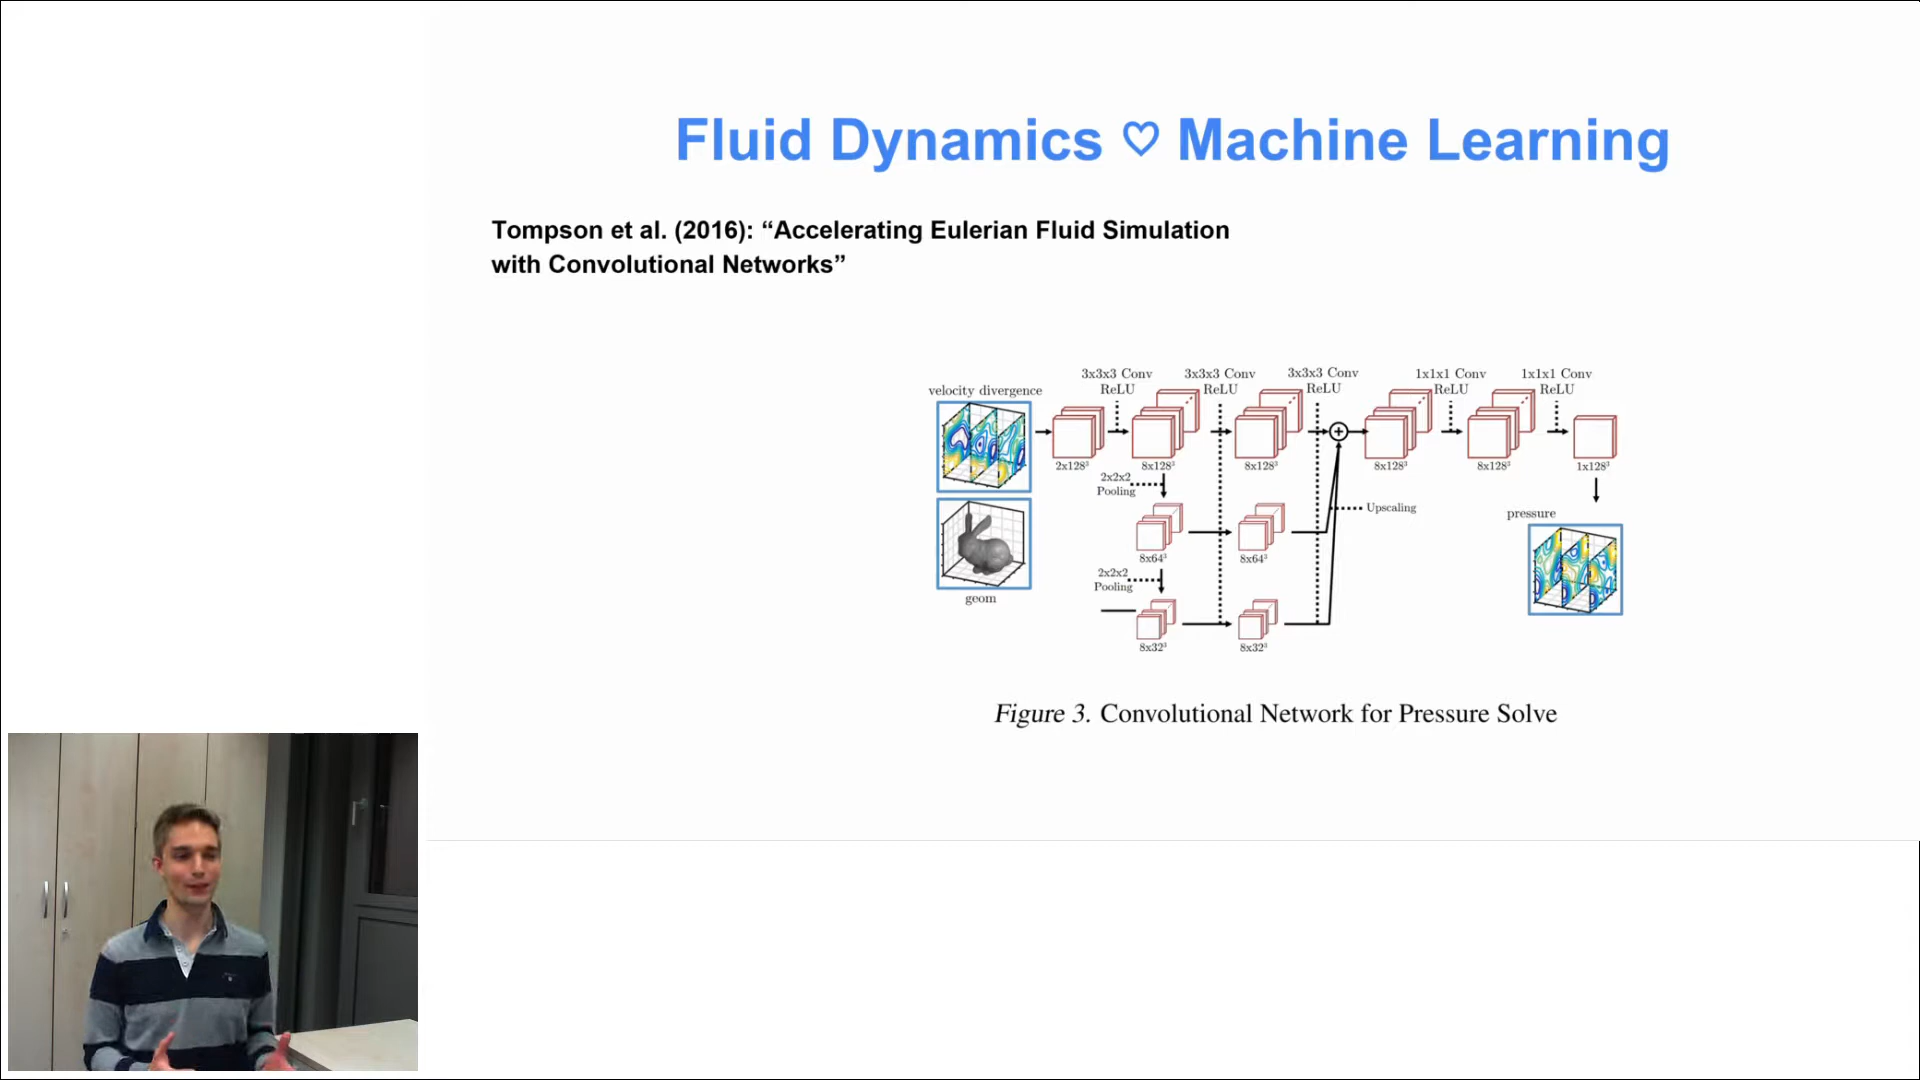 Fluid Dynamics ♡ Machine Learning
Tompson et al. (2016): “Accelerating Eulerian Fluid Simulation
with Convolutional Networks”
3x3x3 Conv
ReLU
3x3x3 Conv
ReLU
3x3x3 Conv
ReLU
1x1x1 Conv
ReLU
1x1x1 Conv
ReLU
velocity divergence
2x128³
8x128³
8x128³
8x128³
8x128³
1x128³
2x2x2
Pooling
Upscaling
pressure
8x64³
8x64³
2x2x2
Pooling
geom
8x32³
8x32³
Figure 3. Convolutional Network for Pressure Solve